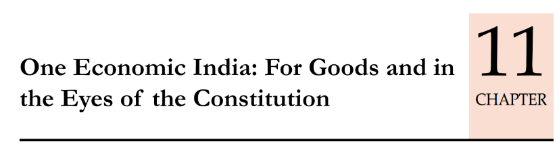 One Economic India: For Goods and in
the Eyes of the Constitution
11
CHAPTER